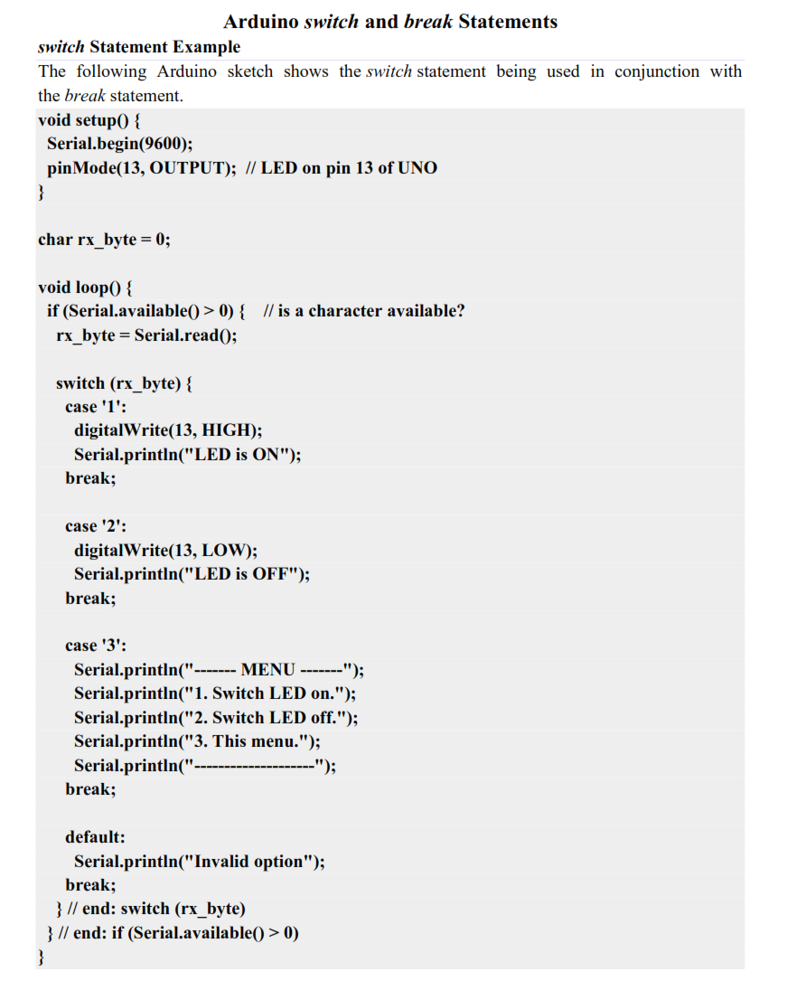 Arduino switch and break Statements
switch Statement Example
The following Arduino sketch shows the switch statement being used in conjunction with
the break statement.
void setup() {
  Serial.begin(9600);
  pinMode(13, OUTPUT);  // LED on pin 13 of UNO
}

char rx_byte = 0;

void loop() {
  if (Serial.available() > 0) {    // is a character available?
    rx_byte = Serial.read();

    switch (rx_byte) {
      case '1':
        digitalWrite(13, HIGH);
        Serial.println("LED is ON");
      break;

      case '2':
        digitalWrite(13, LOW);
        Serial.println("LED is OFF");
      break;

      case '3':
        Serial.println("------- MENU -------");
        Serial.println("1. Switch LED on.");
        Serial.println("2. Switch LED off.");
        Serial.println("3. This menu.");
        Serial.println("--------------------");
      break;

      default:
        Serial.println("Invalid option");
      break;
    } // end: switch (rx_byte)
  } // end: if (Serial.available() > 0)
}